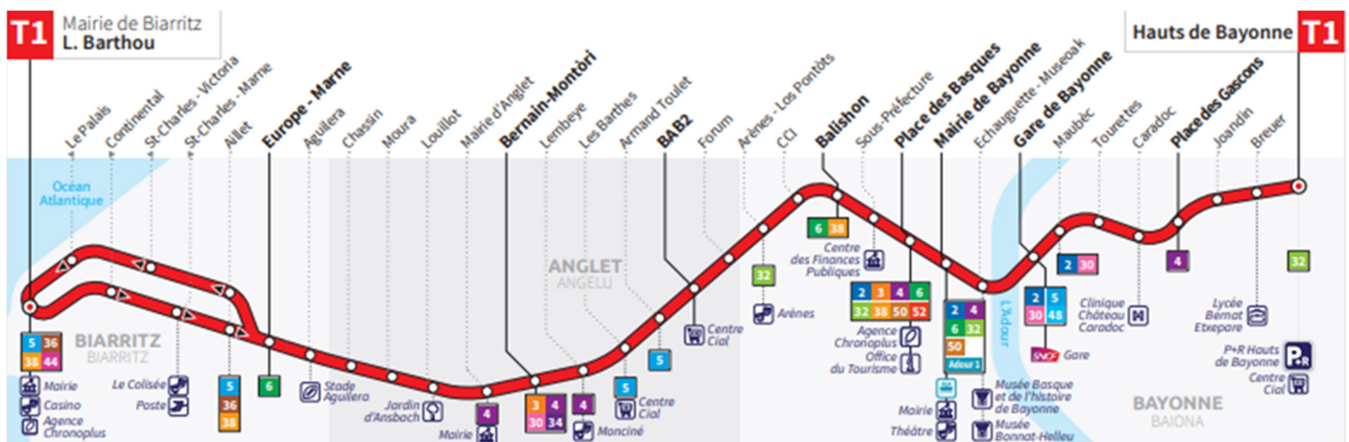 T1
Mairie de Biarritz
L. Barthou
Hauts de Bayonne
T1
Le Palais
Continental
St-Charles - Victoria
St-Charles - Marne
Aillet
Europe - Marne
Aguilera
Chassin
Moura
Louillot
Mairie d'Anglet
Bernain-Montòri
Lembeye
Les Barthes
Armand Toulet
BAB2
Forum
Arènes - Los Pontòts
CCI
Balishon
Sous-Préfecture
Place des Basques
Mairie de Bayonne
Echauguette - Museoak
Gare de Bayonne
Maubèc
Tourettes
Caradoc
Place des Gascons
Joandin
Breuer
Océan
Atlantique
BIARRITZ
BIARRITZ
ANGLET
ANGELU
L'Adour
BAYONNE
BAIONA
5 36
38 44
Mairie
Casino
Agence
Chronoplus
Le Colisée
Poste
5
36
38
6
Stade
Aguilera
Jardin
d'Ansbach
4
Mairie
3 4
30 34
4
Manciné
5
Centre
Cial
5
Centre
Cial
32
Arènes
6 38
Centre
des Finances
Publiques
2 3 4 6
32 38 50 52
Agence
Chronoplus
Office
du Tourisme
2 4
6 32
50
Adour 1
Mairie
Théâtre
Musée Basque
et de l'histoire
de Bayonne
Musée
Bonnat-Helleu
2 5
30 48
SNCF
Gare
2 30
Clinique
Château
Caradoc
4
Lycée
Bernat
Etxepare
32
P+R Hauts
de Bayonne
P+R
Centre
Cial